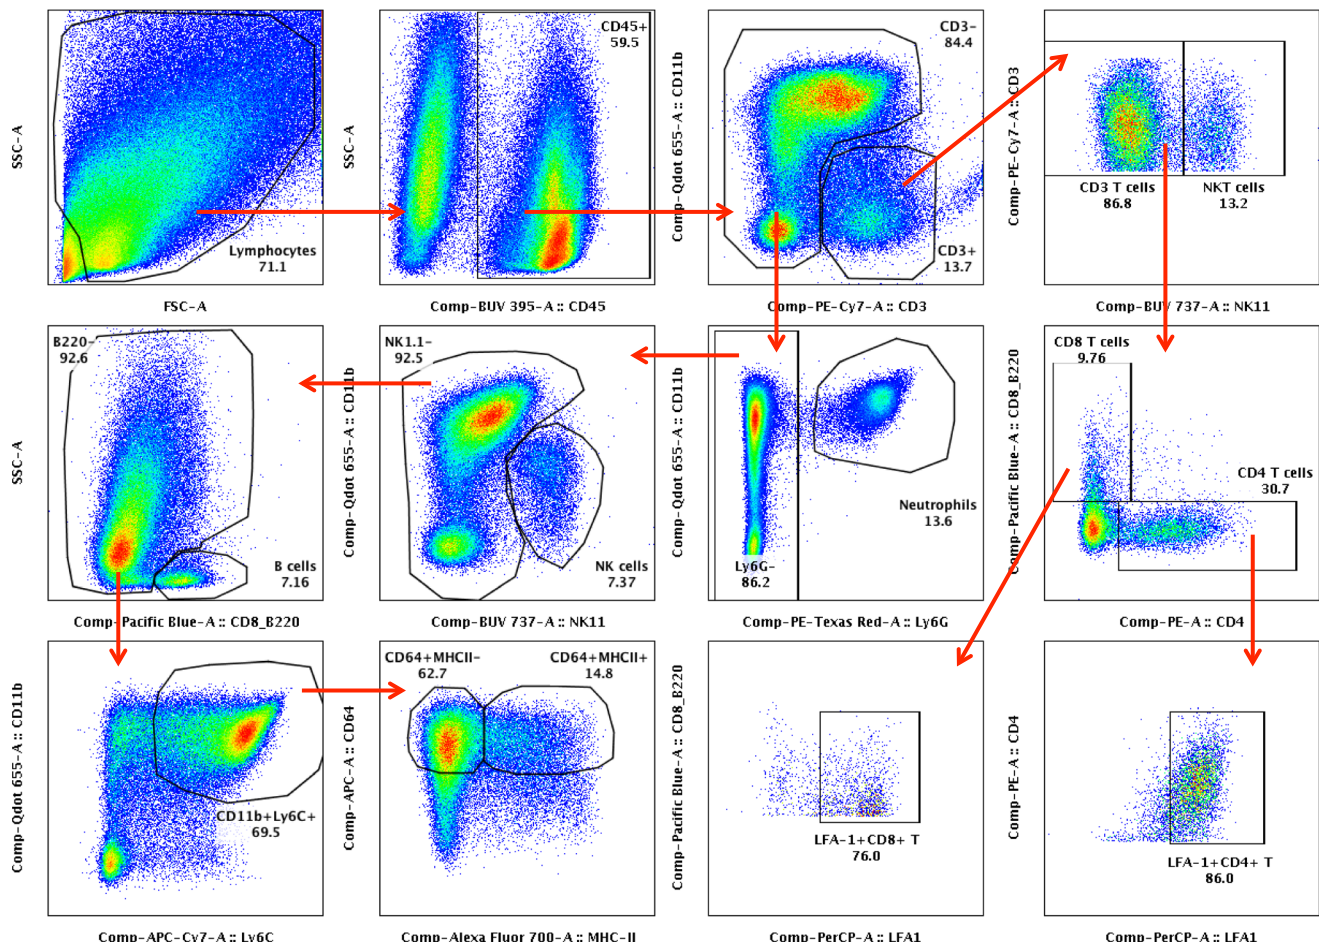 SSC-A
Lymphocytes
71.1
FSC-A
SSC-A
CD45+
59.5
Comp-BUV 395-A :: CD45
Comp-Qdot 655-A :: CD11b
CD3-
84.4
CD3+
13.7
Comp-PE-Cy7-A :: CD3
Comp-PE-Cy7-A :: CD3
CD3 T cells
86.8
NKT cells
13.2
Comp-BUV 737-A :: NK11
SSC-A
B220-
92.6
B cells
7.16
Comp-Pacific Blue-A :: CD8_B220
Comp-Qdot 655-A :: CD11b
NK1.1-
92.5
NK cells
7.37
Comp-BUV 737-A :: NK11
Comp-Qdot 655-A :: CD11b
Neutrophils
13.6
Ly6G-
86.2
Comp-PE-Texas Red-A :: Ly6G
Comp-Pacific Blue-A :: CD8_B220
CD8 T cells
9.76
CD4 T cells
30.7
Comp-PE-A :: CD4
Comp-Qdot 655-A :: CD11b
CD11b+Ly6C+
69.5
Comp-APC-Cy7-A :: Ly6C
Comp-APC-A :: CD64
CD64+MHCII-
62.7
CD64+MHCII+
14.8
Comp-Alexa Fluor 700-A :: MHC-II
Comp-Pacific Blue-A :: CD8_B220
LFA-1+CD8+ T
76.0
Comp-PerCP-A :: LFA1
Comp-PE-A :: CD4
LFA-1+CD4+ T
86.0
Comp-PerCP-A :: LFA1